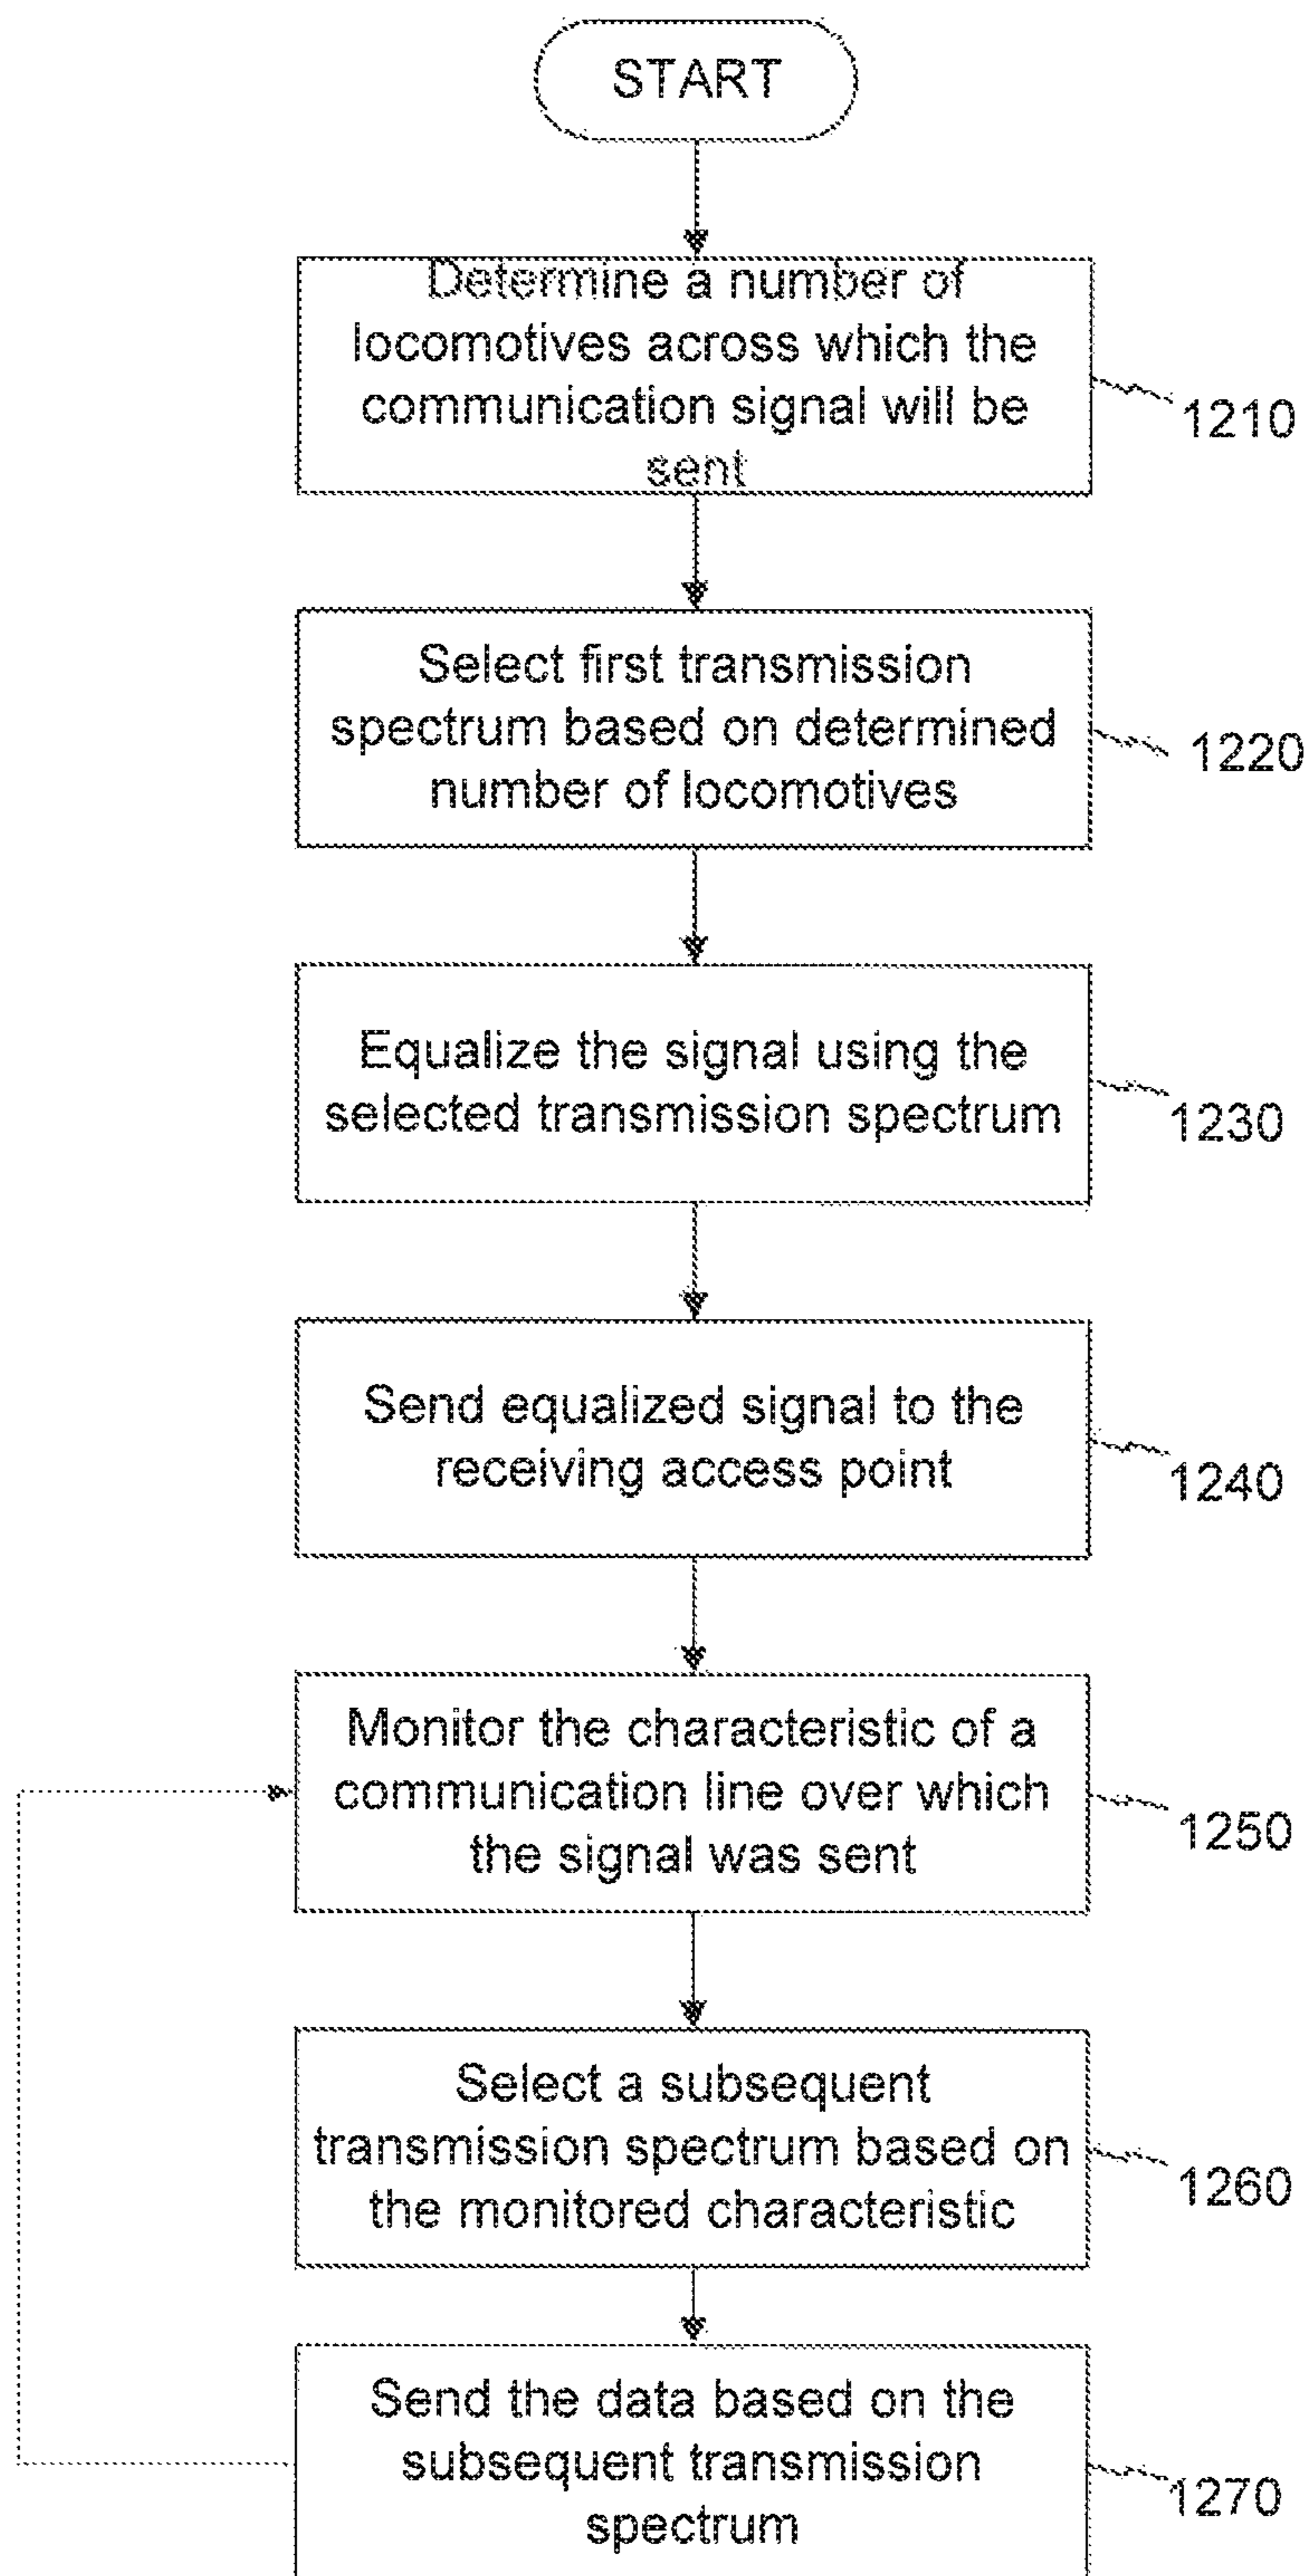 START
Determine a number of
locomotives across which the
communication signal will be
sent
1210
Select first transmission
spectrum based on determined
number of locomotives
1220
Equalize the signal using the
selected transmission spectrum
1230
Send equalized signal to the
receiving access point
1240
Monitor the characteristic of a
communication line over which
the signal was sent
1250
Select a subsequent
transmission spectrum based on
the monitored characteristic
1260
Send the data based on the
subsequent transmission
spectrum
1270